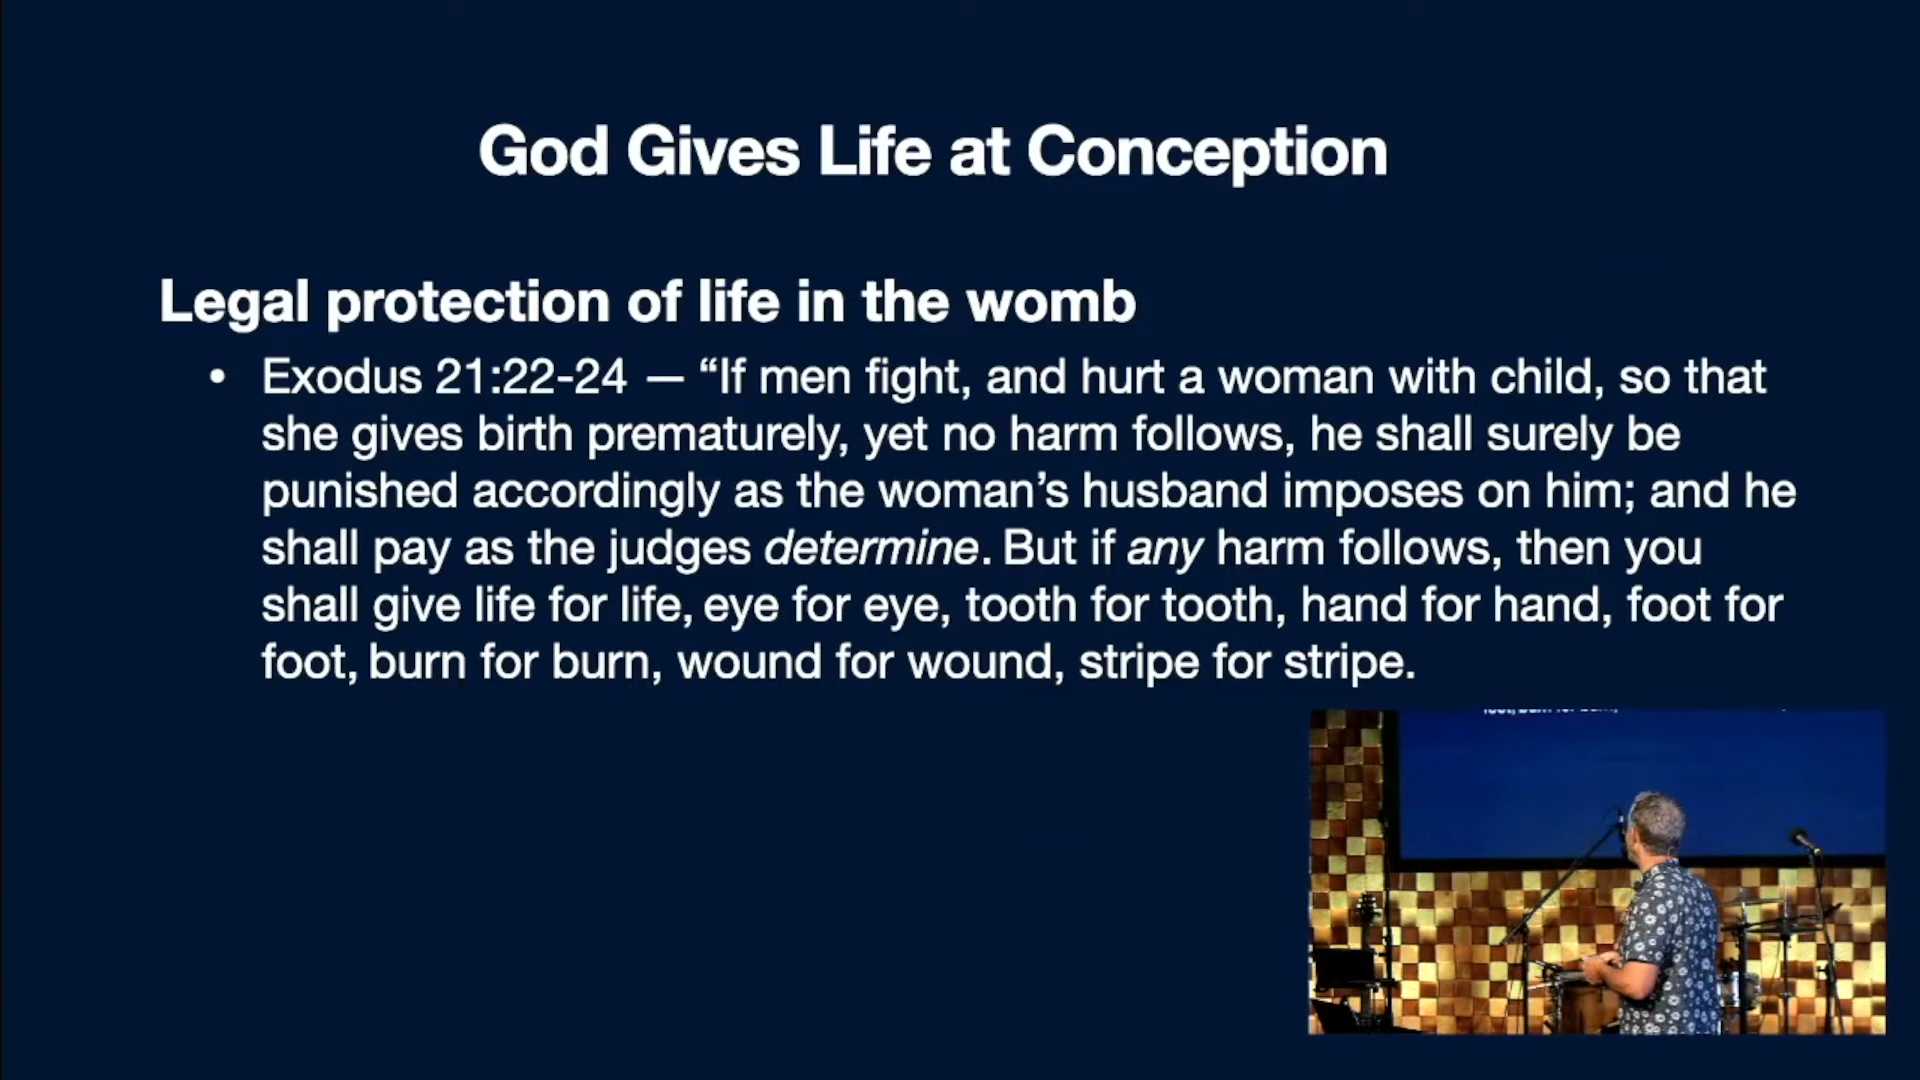 God Gives Life at Conception
Legal protection of life in the womb
• Exodus 21:22-24 — “If men fight, and hurt a woman with child, so that
she gives birth prematurely, yet no harm follows, he shall surely be
punished accordingly as the woman’s husband imposes on him; and he
shall pay as the judges determine. But if any harm follows, then you
shall give life for life, eye for eye, tooth for tooth, hand for hand, foot for
foot, burn for burn, wound for wound, stripe for stripe.